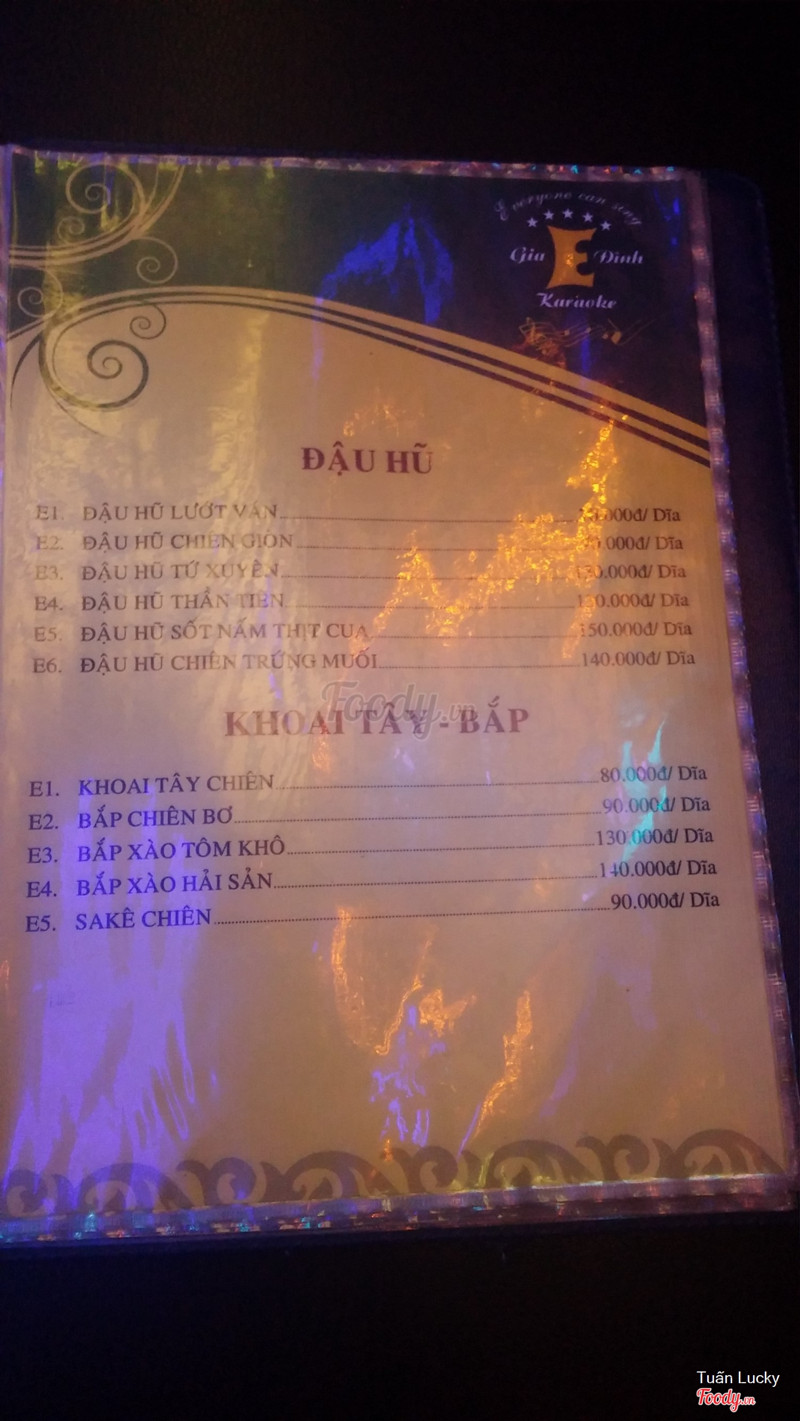 Everyone can sing
Gia E Đình
Karaoke
ĐẬU HŨ
E1. ĐẬU HŨ LƯỚT VÁN
E2. ĐẬU HŨ CHIÊN GIÒN
E3. ĐẬU HŨ TỨ XUYÊN
E4. ĐẬU HŨ THẦN TIÊN
E5. ĐẬU HŨ SỐT NẤM THỊT CUA 150.000đ/ Dĩa
E6. ĐẬU HŨ CHIÊN TRỨNG MUỐI 140.000đ/ Dĩa
Foody.vn
KHOAI TÂY - BẮP
E1. KHOAI TÂY CHIÊN 80.000đ/ Dĩa
E2. BẮP CHIÊN BƠ 90.000đ/ Dĩa
E3. BẮP XÀO TÔM KHÔ 130.000đ/ Dĩa
E4. BẮP XÀO HẢI SẢN 140.000đ/ Dĩa
E5. SAKÊ CHIÊN 90.000đ/ Dĩa
Tuấn Lucky
Foody.vn